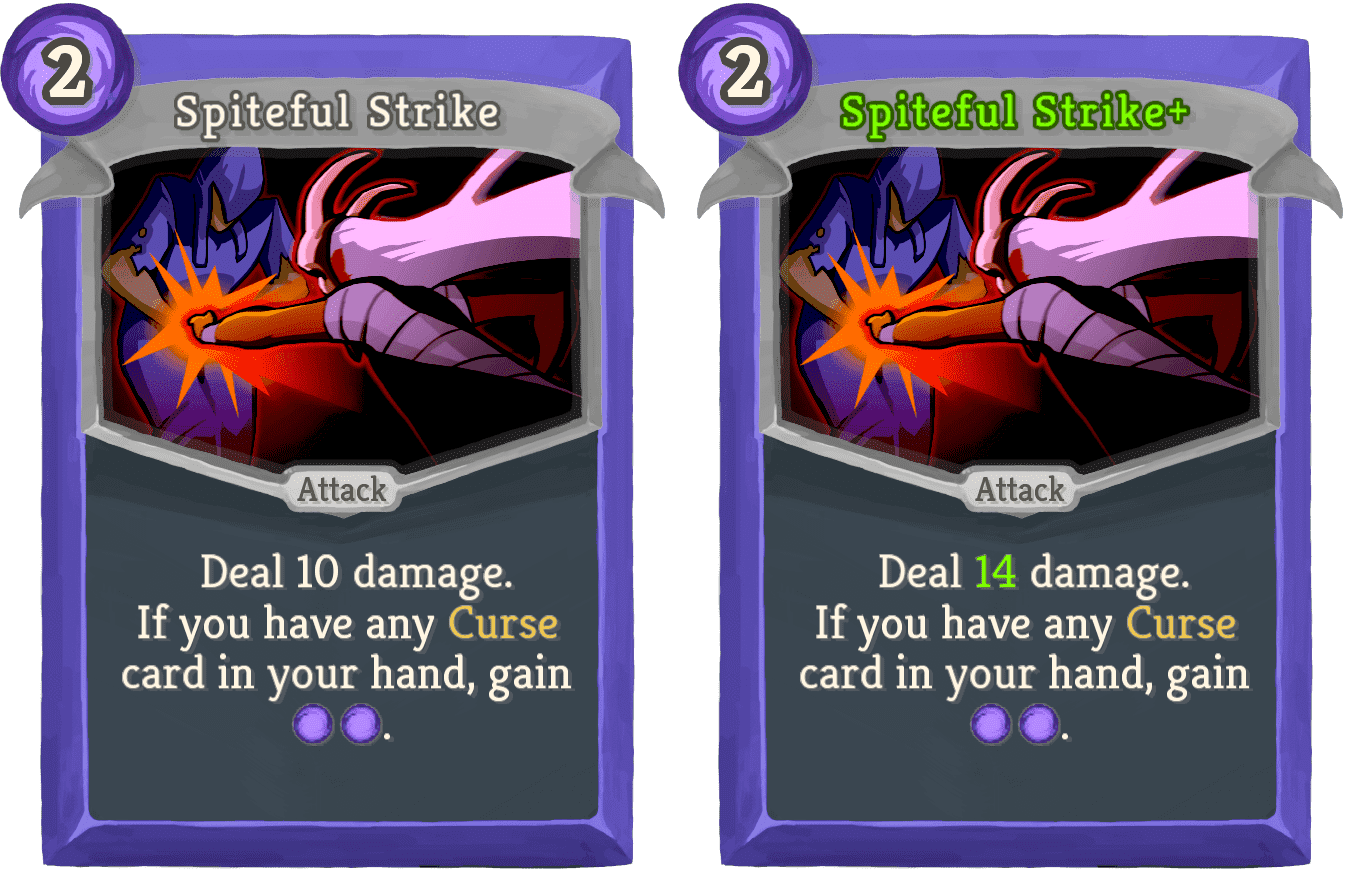 2
Spiteful Strike
Attack
Deal 10 damage.
If you have any Curse
card in your hand, gain
.
2
Spiteful Strike+
Attack
Deal 14 damage.
If you have any Curse
card in your hand, gain
.